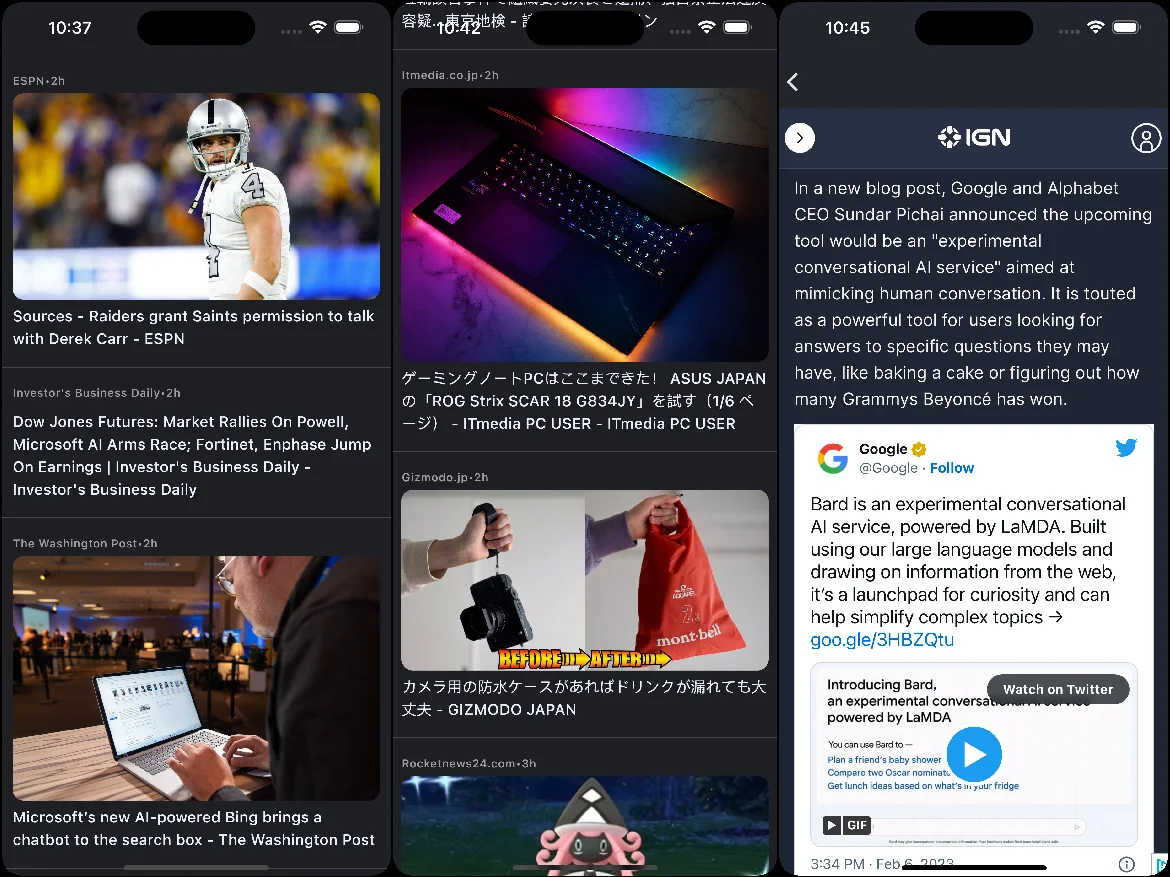 10:37
ESPN•2h
4
Sources - Raiders grant Saints permission to talk
with Derek Carr - ESPN
Investor's Business Daily•2h
Dow Jones Futures: Market Rallies On Powell,
Microsoft AI Arms Race; Fortinet, Enphase Jump
On Earnings | Investor's Business Daily -
Investor's Business Daily
The Washington Post•2h
Microsoft's new AI-powered Bing brings a
chatbot to the search box - The Washington Post
容疑…東京地検 -
ン
10:42
Itmedia.co.jp•2h
ゲーミングノートPCはここまできた！ ASUS JAPAN
の「ROG Strix SCAR 18 G834JY」を試す（1/6 ペ
ージ） - ITmedia PC USER - ITmedia PC USER
Gizmodo.jp•2h
mont-bell
BEFORE AFTER
カメラ用の防水ケースがあればドリンクが漏れても大
丈夫 - GIZMODO JAPAN
Rocketnews24.com•3h
10:45
IGN
In a new blog post, Google and Alphabet
CEO Sundar Pichai announced the upcoming
tool would be an "experimental
conversational AI service" aimed at
mimicking human conversation. It is touted
as a powerful tool for users looking for
answers to specific questions they may
have, like baking a cake or figuring out how
many Grammys Beyoncé has won.
Google
@Google · Follow
Bard is an experimental conversational
AI service, powered by LaMDA. Built
using our large language models and
drawing on information from the web,
it's a launchpad for curiosity and can
help simplify complex topics →
goo.gle/3HBZQtu
Watch on Twitter
Introducing Bard,
an experimental conversational AI service
powered by LaMDA
You can use Bard to —
Plan a friend's baby shower
Compare two Oscar nominat
Get lunch ideas based on what's in your fridge
GIF
3:34 PM · Feb 6, 2023